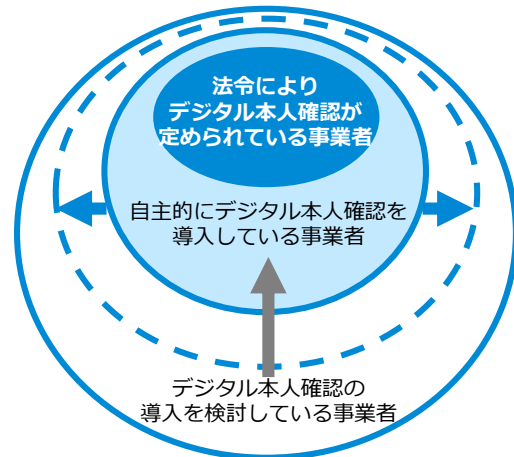 法令により
デジタル本人確認が
定められている事業者
自主的にデジタル本人確認を
導入している事業者
デジタル本人確認の
導入を検討している事業者